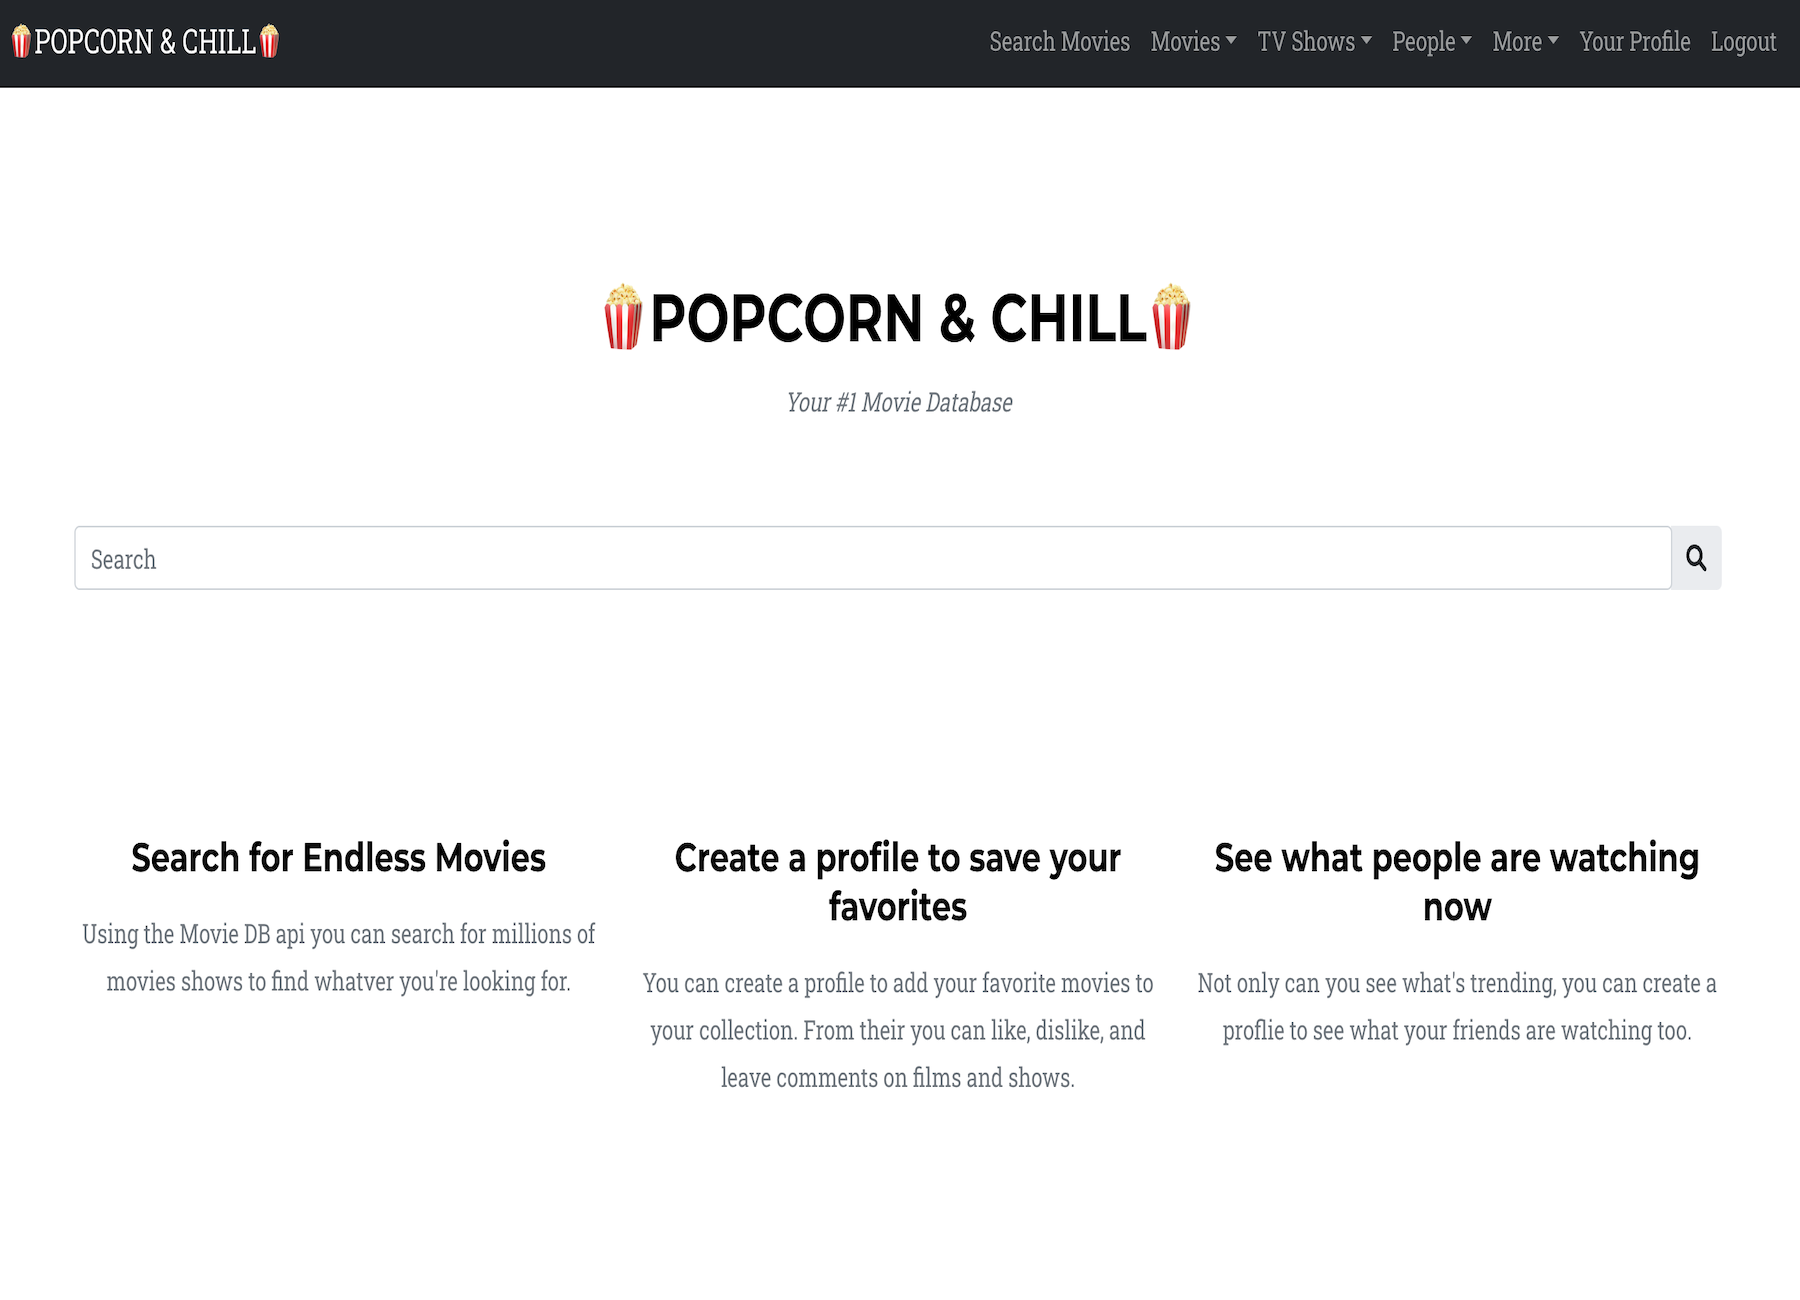 🍿POPCORN & CHILL🍿
Search Movies Movies TV Shows People More Your Profile Logout
🍿POPCORN & CHILL🍿
Your #1 Movie Database
Search
Search for Endless Movies
Using the Movie DB api you can search for millions of
movies shows to find whatver you're looking for.
Create a profile to save your
favorites
You can create a profile to add your favorite movies to
your collection. From their you can like, dislike, and
leave comments on films and shows.
See what people are watching
now
Not only can you see what's trending, you can create a
proflie to see what your friends are watching too.